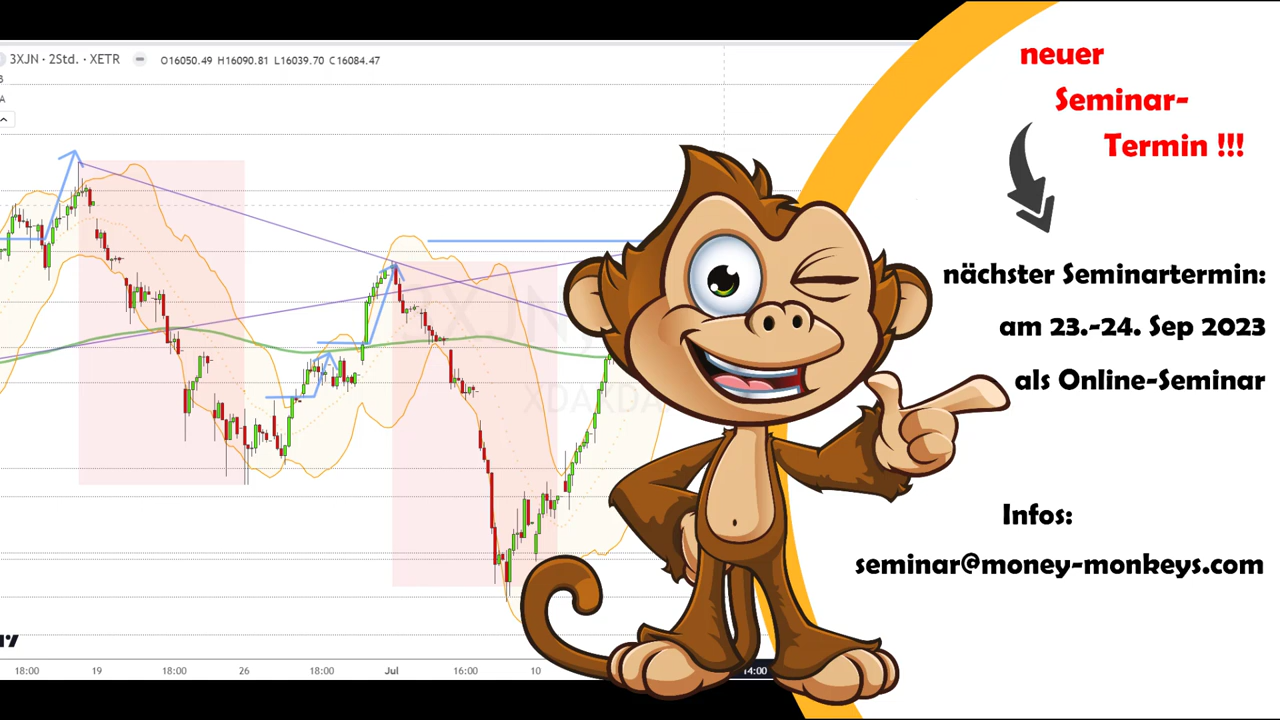 3XJN · 2Std. · XETR O16050.49 H16090.81 L16039.70 C16084.47
B
A
neuer
Seminar-
Termin !!!
nächster Seminartermin:
am 23.-24. Sep 2023
als Online-Seminar
Infos:
seminar@money-monkeys.com
3XJN
XDAXDA
18:00 19 18:00 26 18:00 Jul 16:00 10 14:00